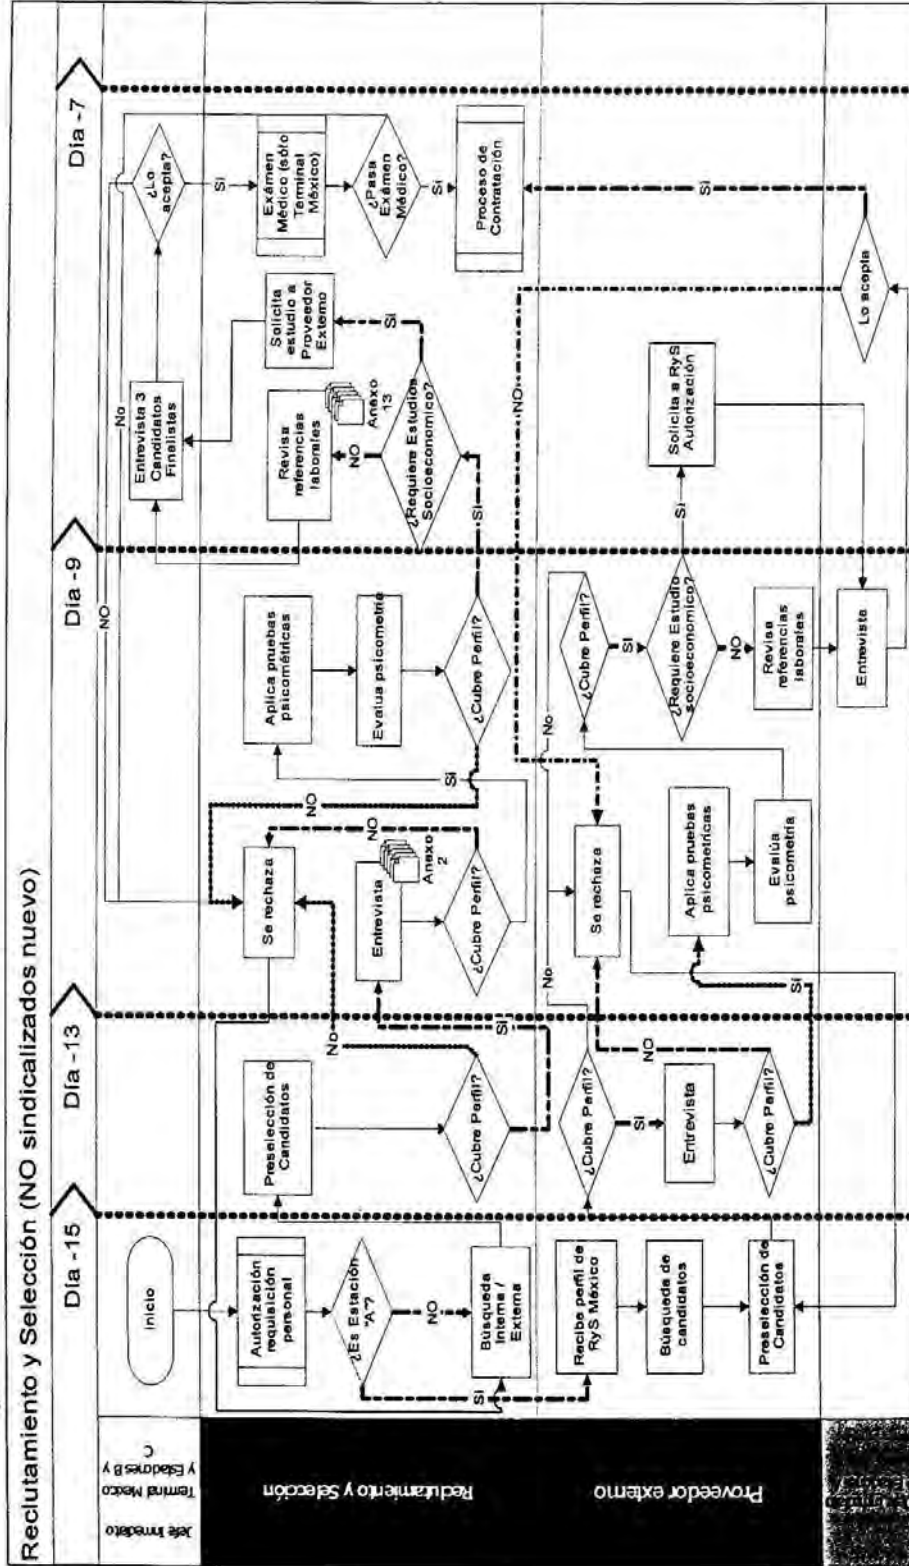 Reclutamiento y Selección (NO sindicalizados nuevo)
Día -15
Día -13
Día -9
Día -7
Jefe Inmediato
Terminal Mexico
y Estaciones B y
C
Inicio
NO
No
Entrevista 3
Candidatos
Finalistas
¿Lo
acepta?
Si
Reclutamiento y Selección
Autorización
requisición
personal
¿Es Estación
"A"?
NO
Si
Búsqueda
Interna /
Externa
Preselección de
Candidatos
¿Cubre Perfil?
No
Si
Se rechaza
Entrevista
Anexo
2
¿Cubre Perfil?
NO
Si
NO
Aplica pruebas
psicométricas
Evalua psicometría
¿Cubre Perfil?
Si
¿Requiere Estudios
Socioeconomico?
NO
Si
Revisa
referencias
laborales
Anexo
13
Solicita
estudio a
Proveedor
Externo
Exámen
Médico (sólo
Términal
México)
¿Pasa
Exámen
Médico?
Si
Proceso de
Contratación
Proveedor externo
Recibe perfil de
RyS México
Búsqueda de
candidatos
Preselección de
Candidatos
¿Cubre Perfil?
No
Si
Entrevista
¿Cubre Perfil?
NO
Si
Se rechaza
Aplica pruebas
psicometricas
Evalúa
psicometría
¿Cubre Perfil?
No
Si
¿Requiere Estudio
socioeconomico?
NO
Si
Revisa
referencias
laborales
Solicita a RyS
Autorización
NO
Si
Entrevista
Lo acepta